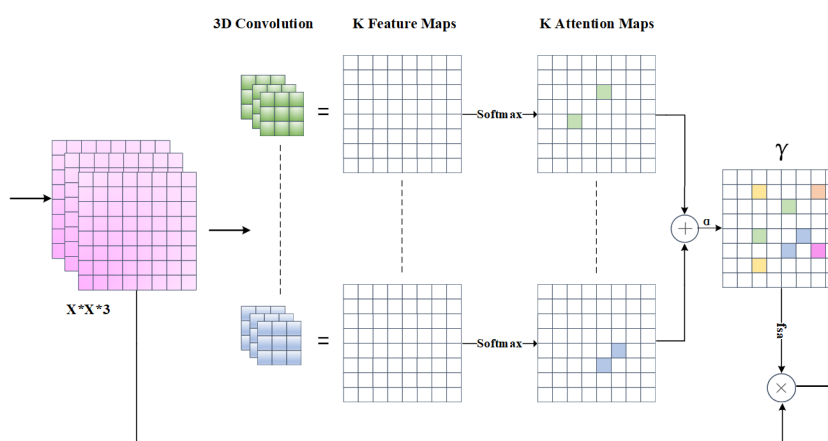 3D Convolution K Feature Maps K Attention Maps
= Softmax
γ
+ α
X*X*3
= Softmax
fsa
×